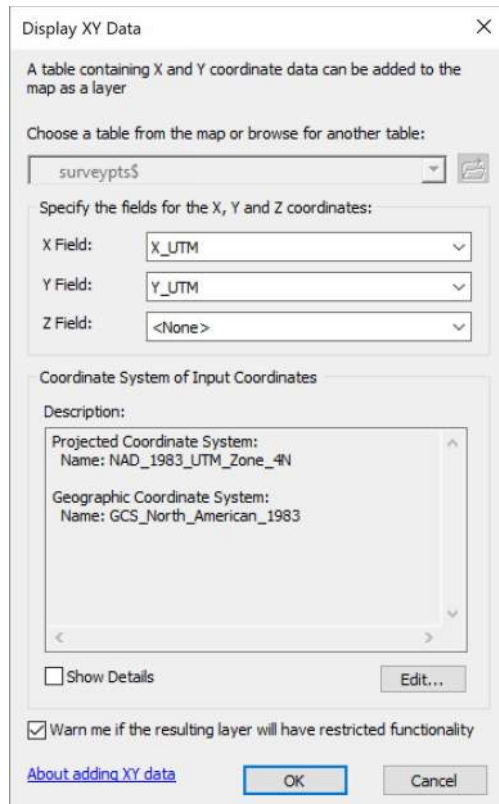 Display XY Data
A table containing X and Y coordinate data can be added to the
map as a layer
Choose a table from the map or browse for another table:
surveypts$
Specify the fields for the X, Y and Z coordinates:
X Field:
X_UTM
Y Field:
Y_UTM
Z Field:
<None>
Coordinate System of Input Coordinates
Description:
Projected Coordinate System:
Name: NAD_1983_UTM_Zone_4N
Geographic Coordinate System:
Name: GCS_North_American_1983
Show Details
Edit...
Warn me if the resulting layer will have restricted functionality
About adding XY data
OK
Cancel